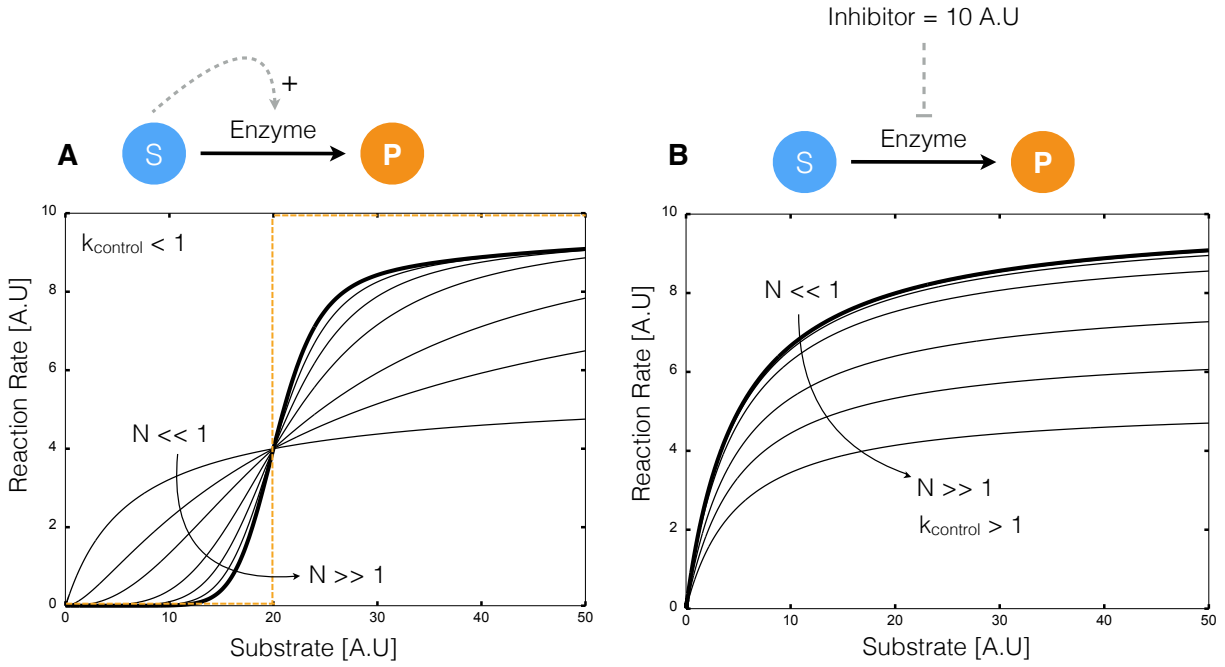 Inhibitor = 10 A.U
+
Enzyme
A
S
P
Enzyme
B
S
P
k_control < 1
N << 1
N >> 1
Reaction Rate [A.U]
10
8
6
4
2
0
0
10
20
30
40
50
Substrate [A.U]
N << 1
N >> 1
k_control > 1
Reaction Rate [A.U]
10
8
6
4
2
0
0
10
20
30
40
50
Substrate [A.U]